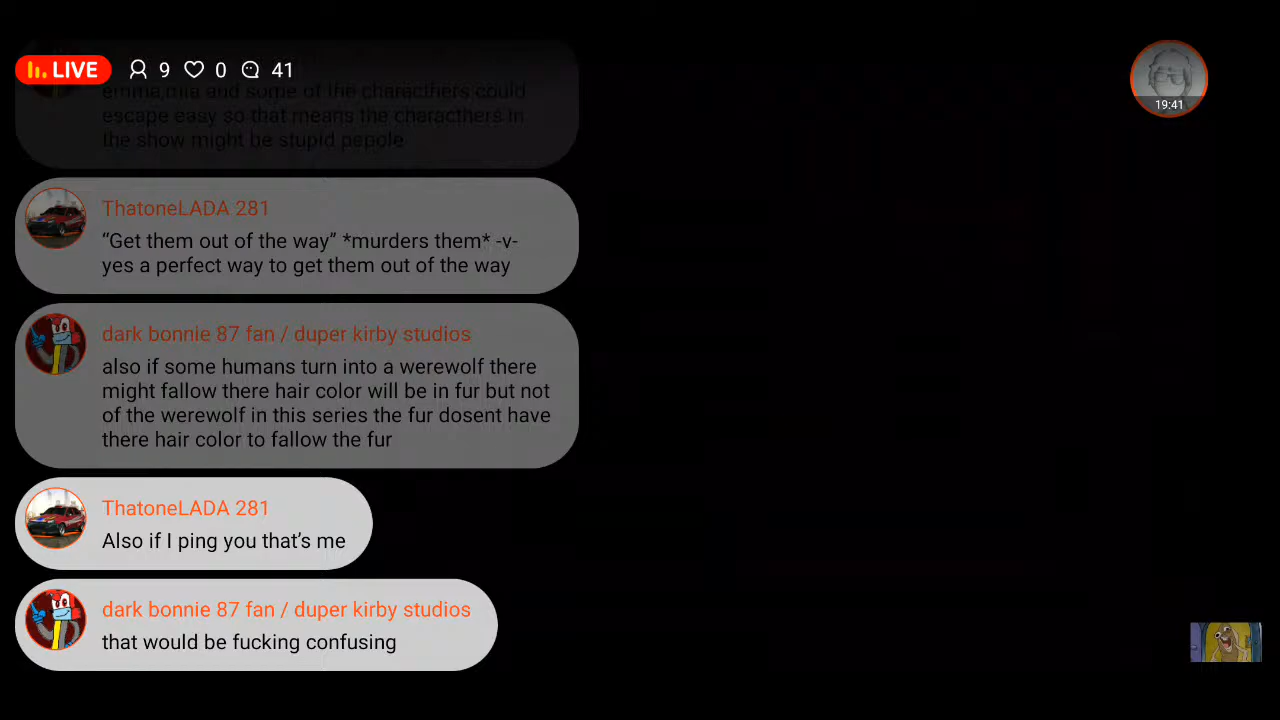 LIVE 9 0 41
19:41
emma,mia and some of the characthers could
escape easy so that means the characthers in
the show might be stupid pepole
ThatoneLADA 281
“Get them out of the way” *murders them* -v-
yes a perfect way to get them out of the way
dark bonnie 87 fan / duper kirby studios
also if some humans turn into a werewolf there
might fallow there hair color will be in fur but not
of the werewolf in this series the fur dosent have
there hair color to fallow the fur
ThatoneLADA 281
Also if I ping you that’s me
dark bonnie 87 fan / duper kirby studios
that would be fucking confusing